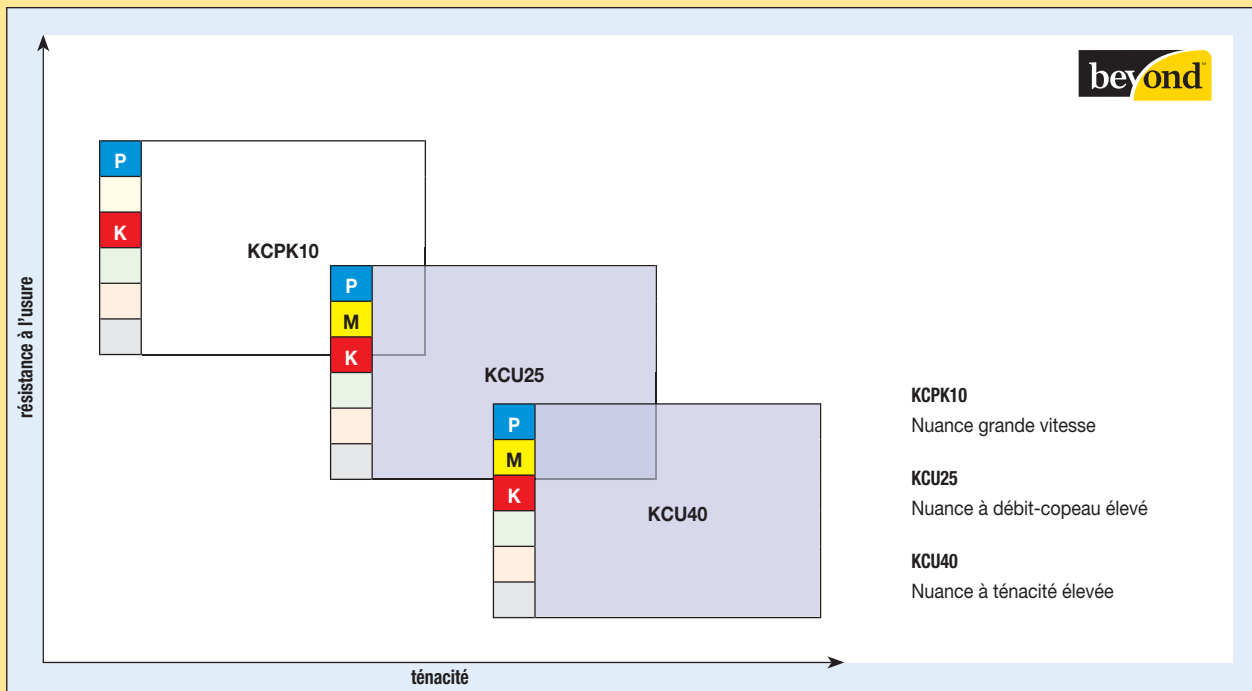 beyond™
P
K
KCPK10
P
M
K
KCU25
P
M
K
KCU40
résistance à l'usure
ténacité
KCPK10
Nuance grande vitesse
KCU25
Nuance à débit-copeau élevé
KCU40
Nuance à ténacité élevée